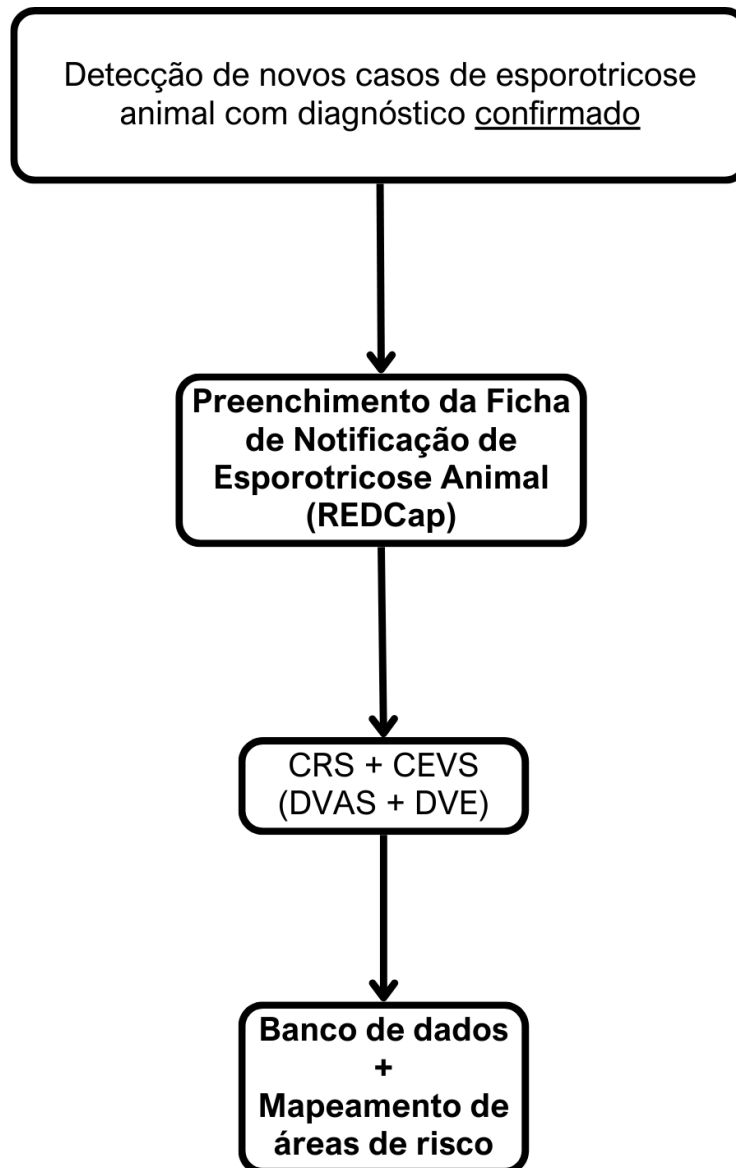 Detecção de novos casos de esporotricose
animal com diagnóstico confirmado
Preenchimento da Ficha
de Notificação de
Esporotricose Animal
(REDCap)
CRS + CEVS
(DVAS + DVE)
Banco de dados
+
Mapeamento de
áreas de risco